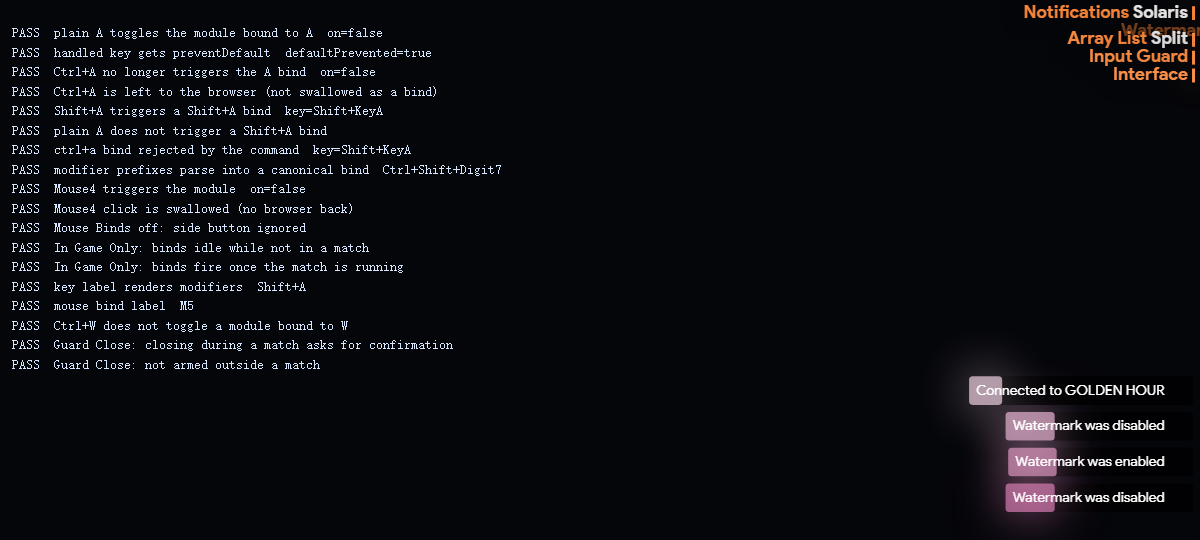 PASS  plain A toggles the module bound to A  on=false
PASS  handled key gets preventDefault  defaultPrevented=true
PASS  Ctrl+A no longer triggers the A bind  on=false
PASS  Ctrl+A is left to the browser (not swallowed as a bind)
PASS  Shift+A triggers a Shift+A bind  key=Shift+KeyA
PASS  plain A does not trigger a Shift+A bind
PASS  ctrl+a bind rejected by the command  key=Shift+KeyA
PASS  modifier prefixes parse into a canonical bind  Ctrl+Shift+Digit7
PASS  Mouse4 triggers the module  on=false
PASS  Mouse4 click is swallowed (no browser back)
PASS  Mouse Binds off: side button ignored
PASS  In Game Only: binds idle while not in a match
PASS  In Game Only: binds fire once the match is running
PASS  key label renders modifiers  Shift+A
PASS  mouse bind label  M5
PASS  Ctrl+W does not toggle a module bound to W
PASS  Guard Close: closing during a match asks for confirmation
PASS  Guard Close: not armed outside a match
Notifications Solaris
Array List Split
Input Guard
Interface
Connected to GOLDEN HOUR
Watermark was disabled
Watermark was enabled
Watermark was disabled